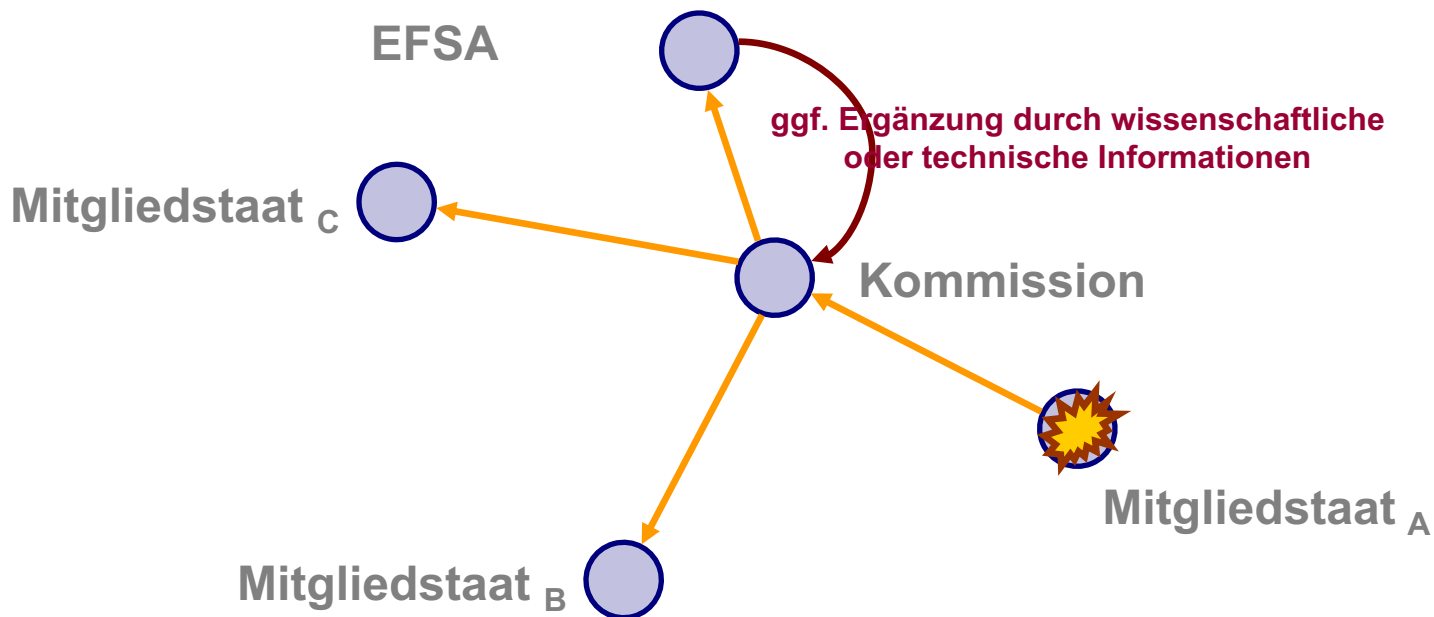 EFSA
ggf. Ergänzung durch wissenschaftliche
oder technische Informationen
Mitgliedstaat C
Kommission
Mitgliedstaat A
Mitgliedstaat B